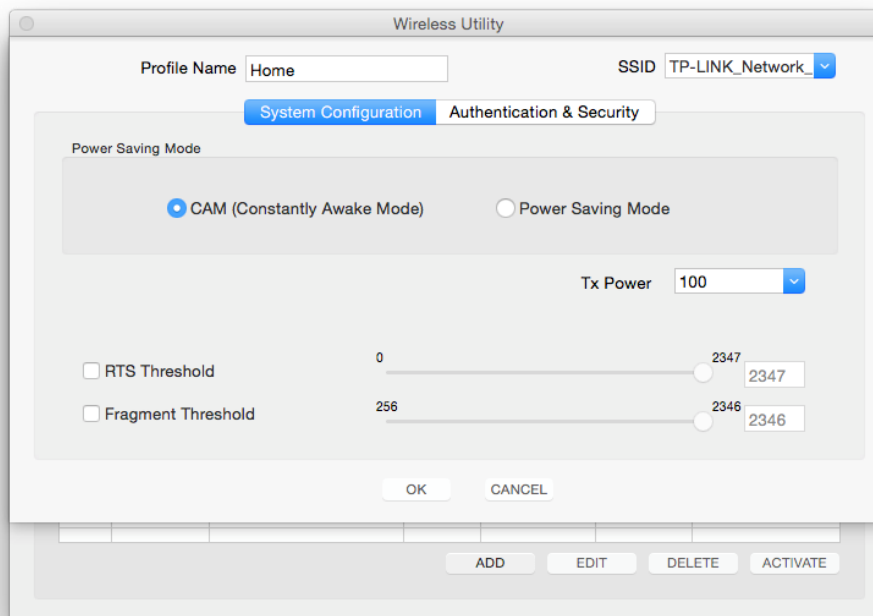 Wireless Utility
Profile Name Home SSID TP-LINK_Network_
System Configuration Authentication & Security
Power Saving Mode
CAM (Constantly Awake Mode) Power Saving Mode
Tx Power 100
RTS Threshold 0 2347 2347
Fragment Threshold 256 2346 2346
OK CANCEL
ADD EDIT DELETE ACTIVATE